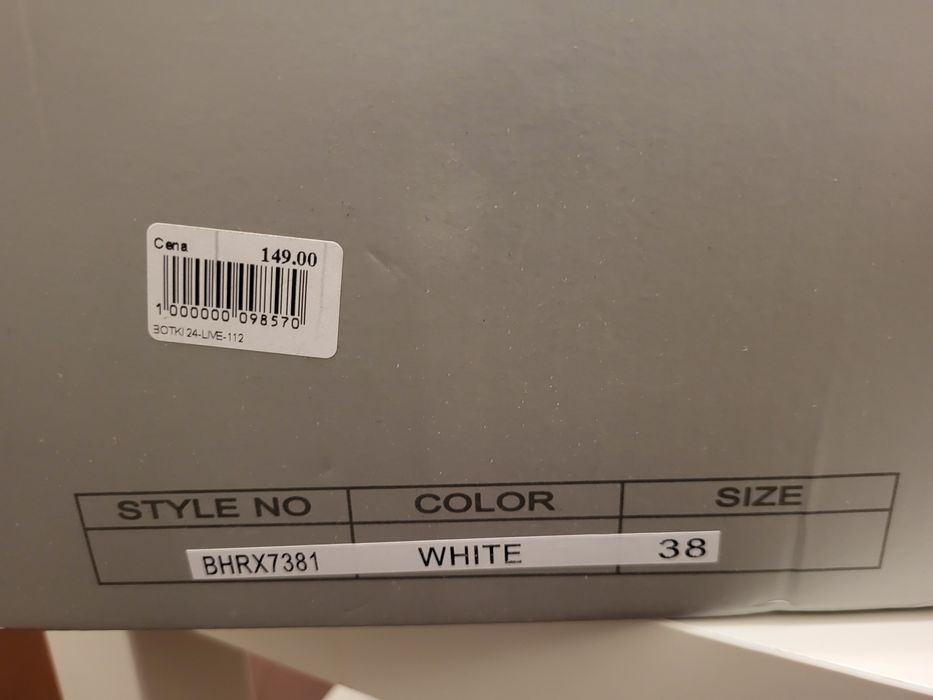 Cena 149.00
1 000000 098570
BOTKI 24-LIVE-112
STYLE NO COLOR SIZE
BHRX7381 WHITE 38